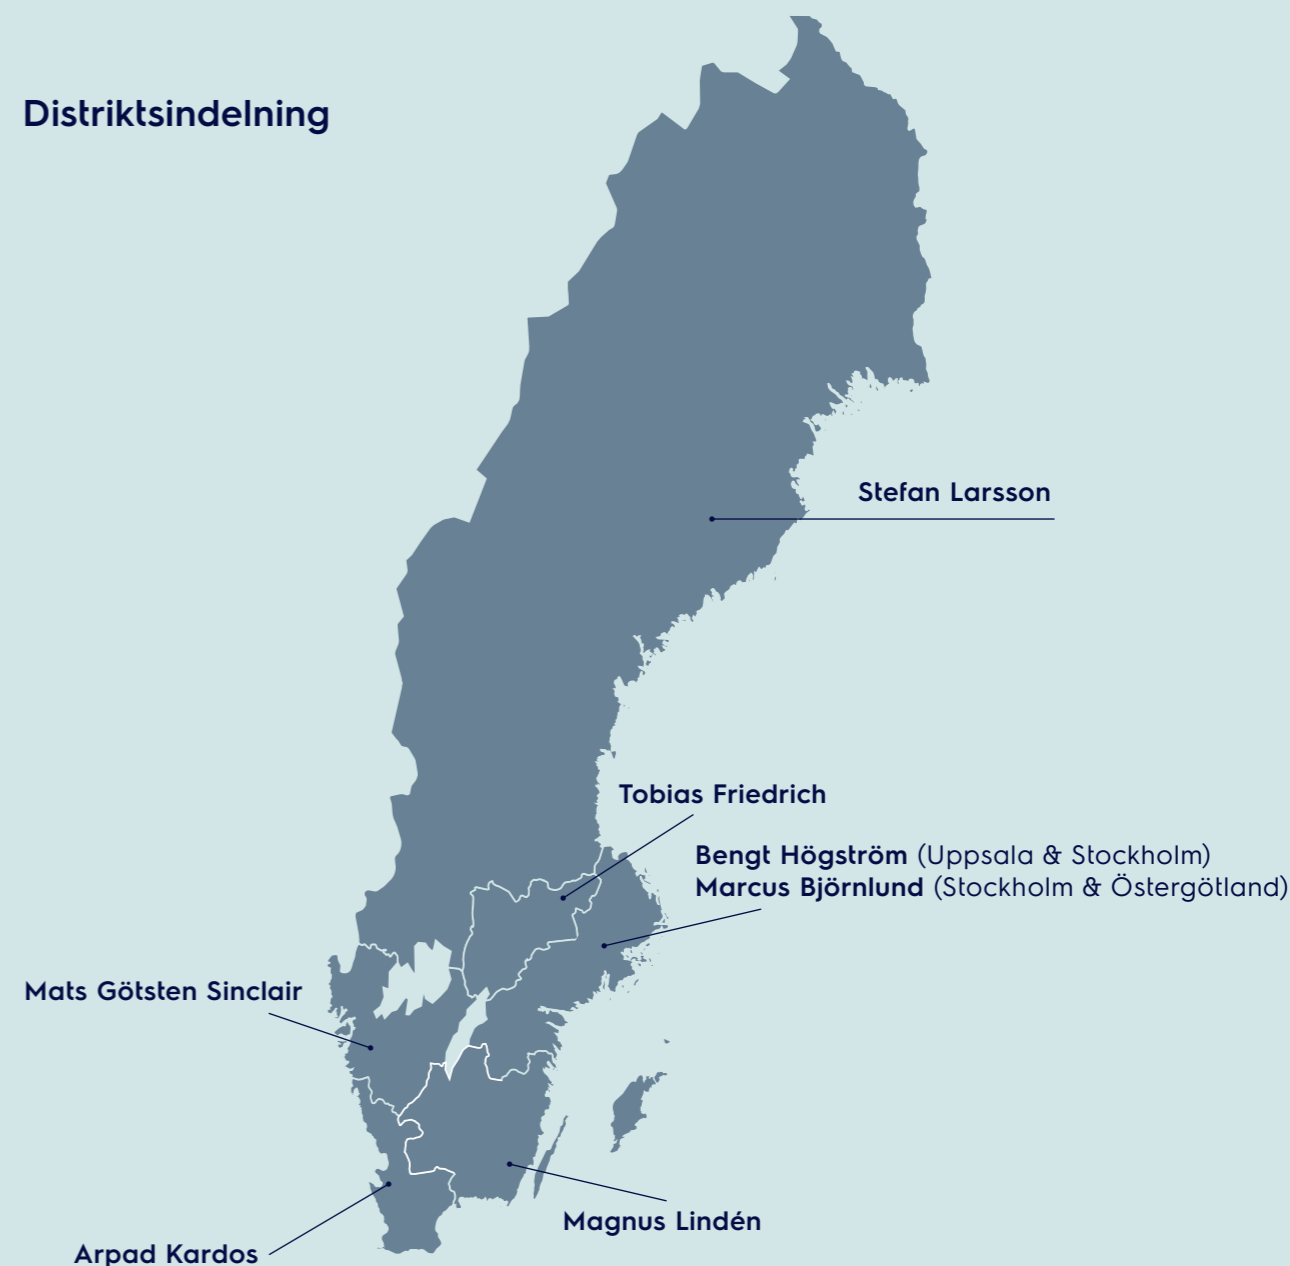 Distriktsindelning
Stefan Larsson
Tobias Friedrich
Bengt Högström (Uppsala & Stockholm)
Marcus Björnlund (Stockholm & Östergötland)
Mats Götsten Sinclair
Magnus Lindén
Arpad Kardos